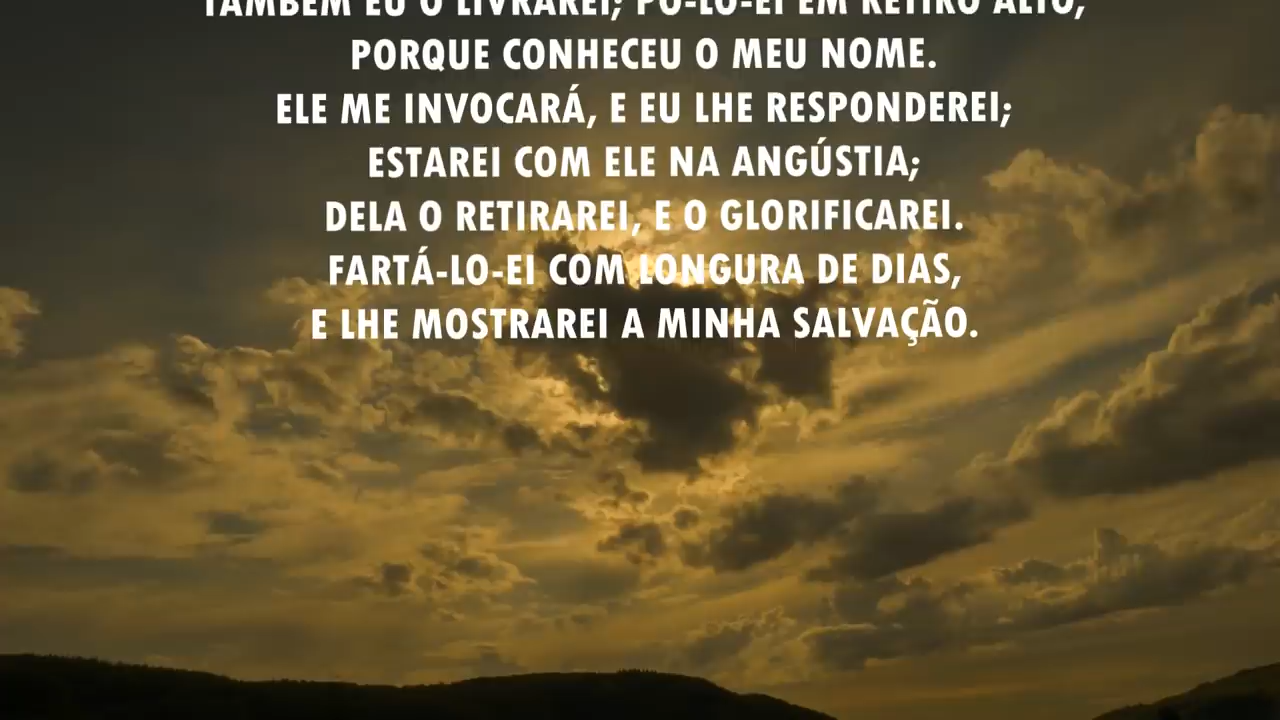 TAMBÉM EU O LIVRAREI; PÔ-LO-EI EM RETIRO ALTO,
PORQUE CONHECEU O MEU NOME.
ELE ME INVOCARÁ, E EU LHE RESPONDEREI;
ESTAREI COM ELE NA ANGÚSTIA;
DELA O RETIRAREI, E O GLORIFICAREI.
FARTÁ-LO-EI COM LONGURA DE DIAS,
E LHE MOSTRAREI A MINHA SALVAÇÃO.